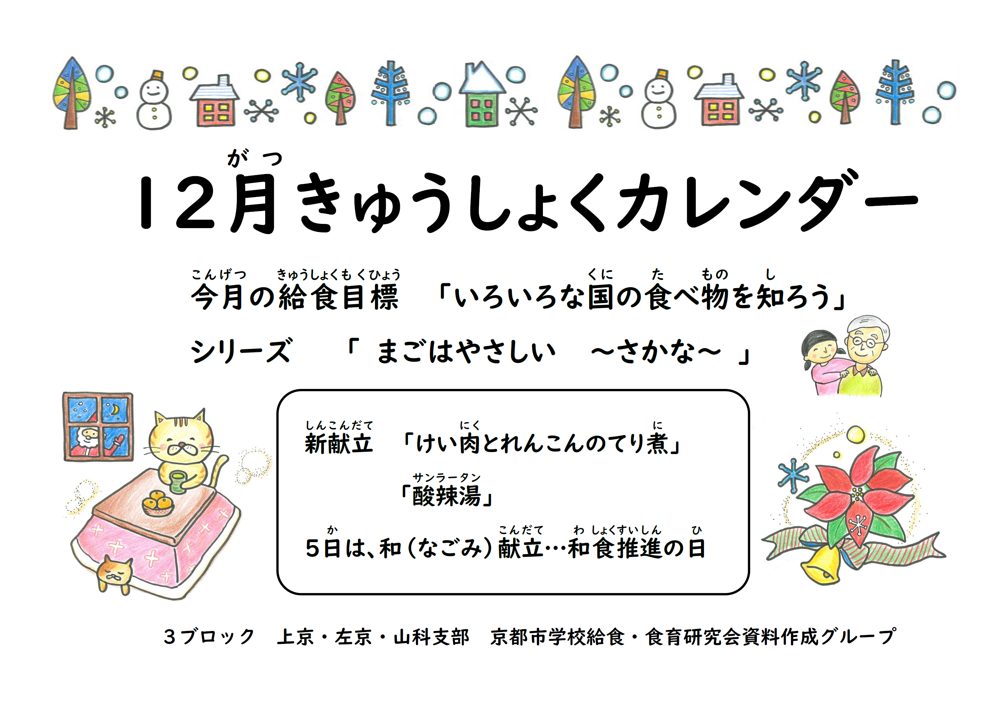 がつ
12月きゅうしょくカレンダー
こんげつ きゅうしょくもくひょう くに た もの し
今月の給食目標 「いろいろな国の食べ物を知ろう」
シリーズ 「 まごはやさしい ~さかな~ 」
しんこんだて にく に
新献立 「けい肉とれんこんのてり煮」
サンラータン
「酸辣湯」
か こんだて わ しょくすいしん ひ
5日は、和(なごみ)献立…和食推進の日
3ブロック 上京・左京・山科支部 京都市学校給食・食育研究会資料作成グループ